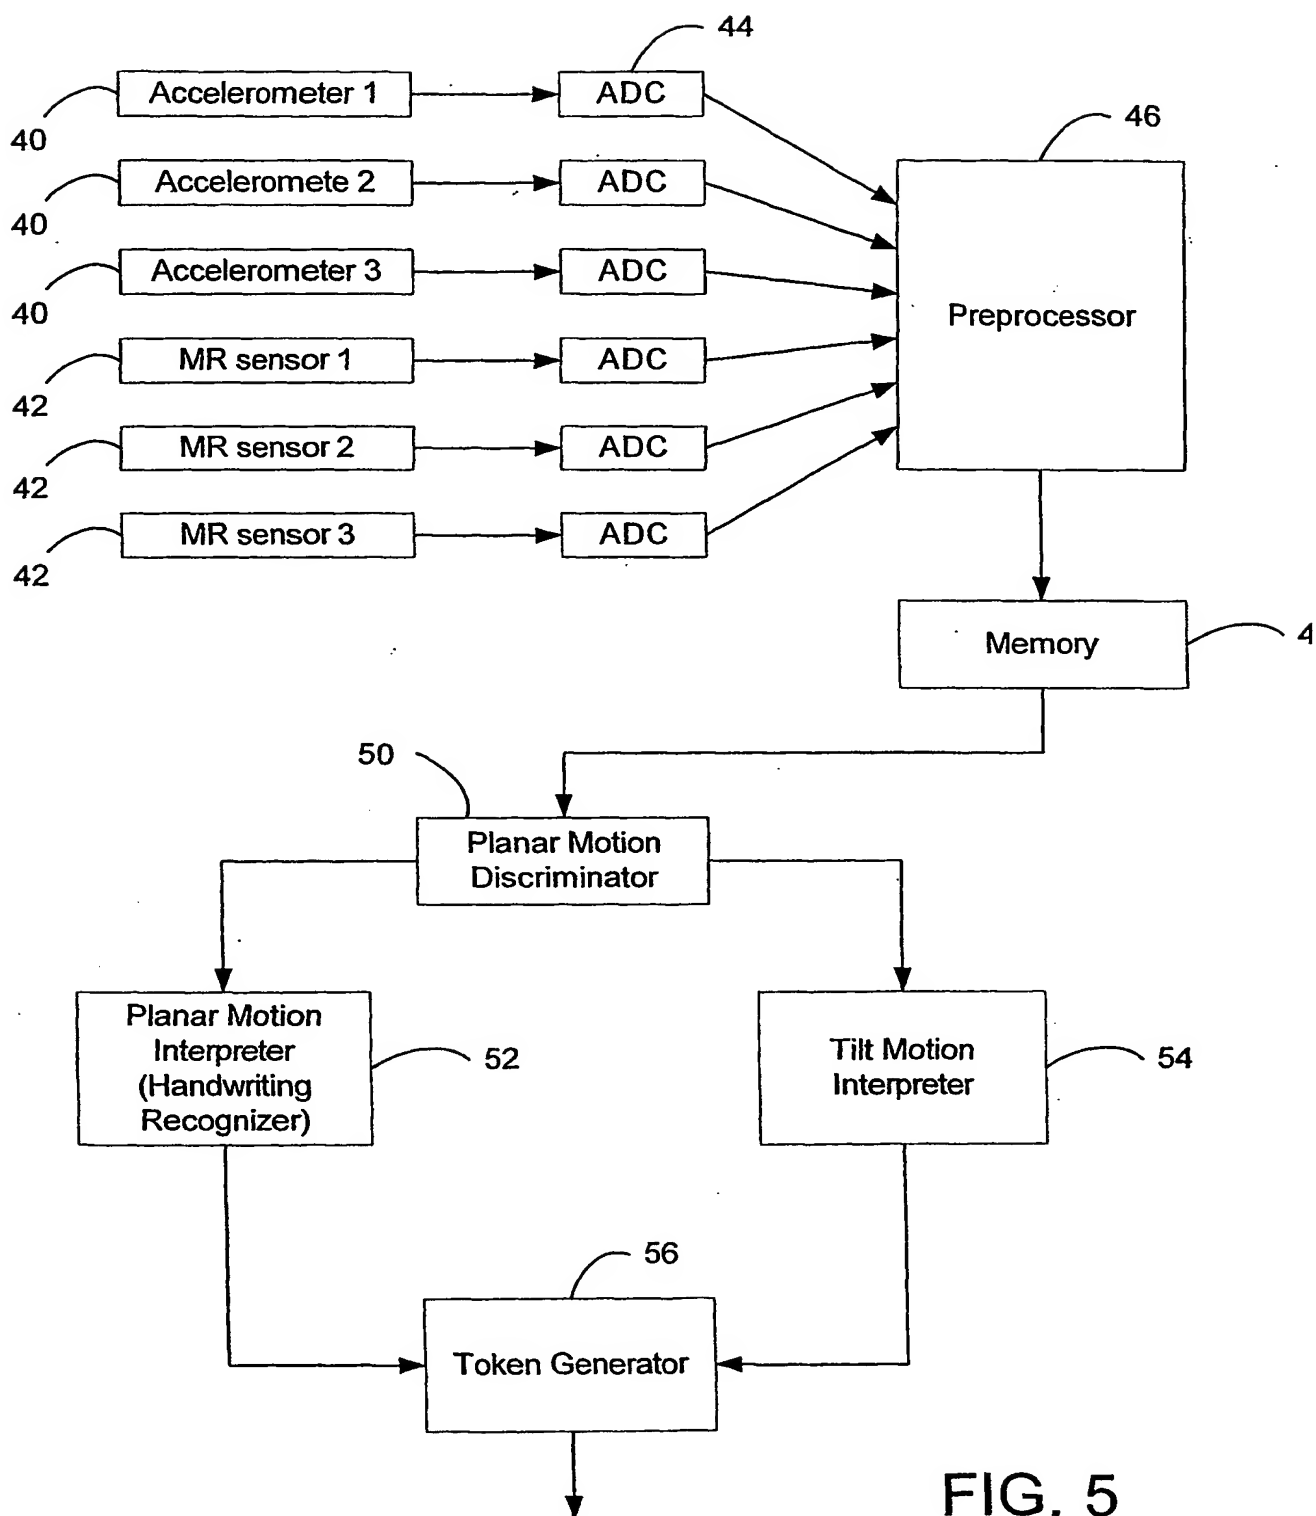 44
Accelerometer 1
ADC
46
40
Acceleromete 2
ADC
40
Accelerometer 3
ADC
Preprocessor
40
MR sensor 1
ADC
42
MR sensor 2
ADC
42
MR sensor 3
ADC
42
Memory
4
50
Planar Motion
Discriminator
Planar Motion
Interpreter
(Handwriting
Recognizer)
52
Tilt Motion
Interpreter
54
56
Token Generator
FIG. 5